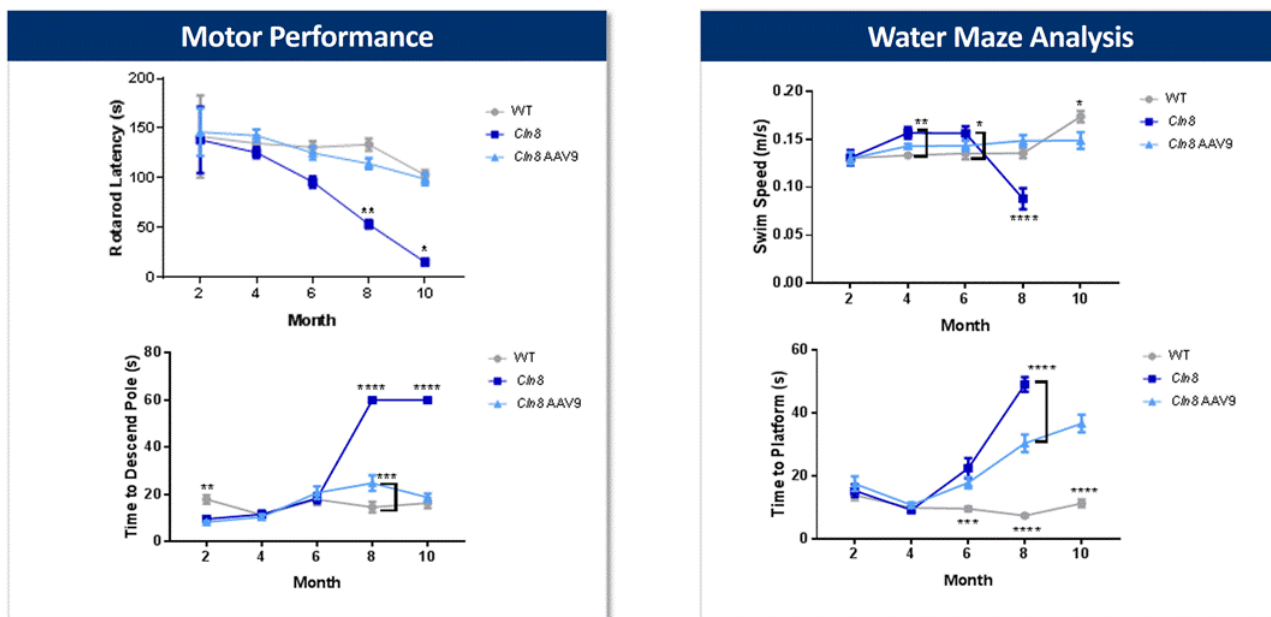 Motor Performance
200
150
100
50
0
Rotarod Latency (s)
**
*
2 4 6 8 10
Month
WT
Cln8
Cln8 AAV9
80
60
40
20
0
Time to Descend Pole (s)
**
**** ****
***
2 4 6 8 10
Month
WT
Cln8
Cln8 AAV9
Water Maze Analysis
0.20
0.15
0.10
0.05
0.00
Swim Speed (m/s)
** * *
****
2 4 6 8 10
Month
WT
Cln8
Cln8 AAV9
60
40
20
0
Time to Platform (s)
****
****
*** ****
2 4 6 8 10
Month
WT
Cln8
Cln8 AAV9